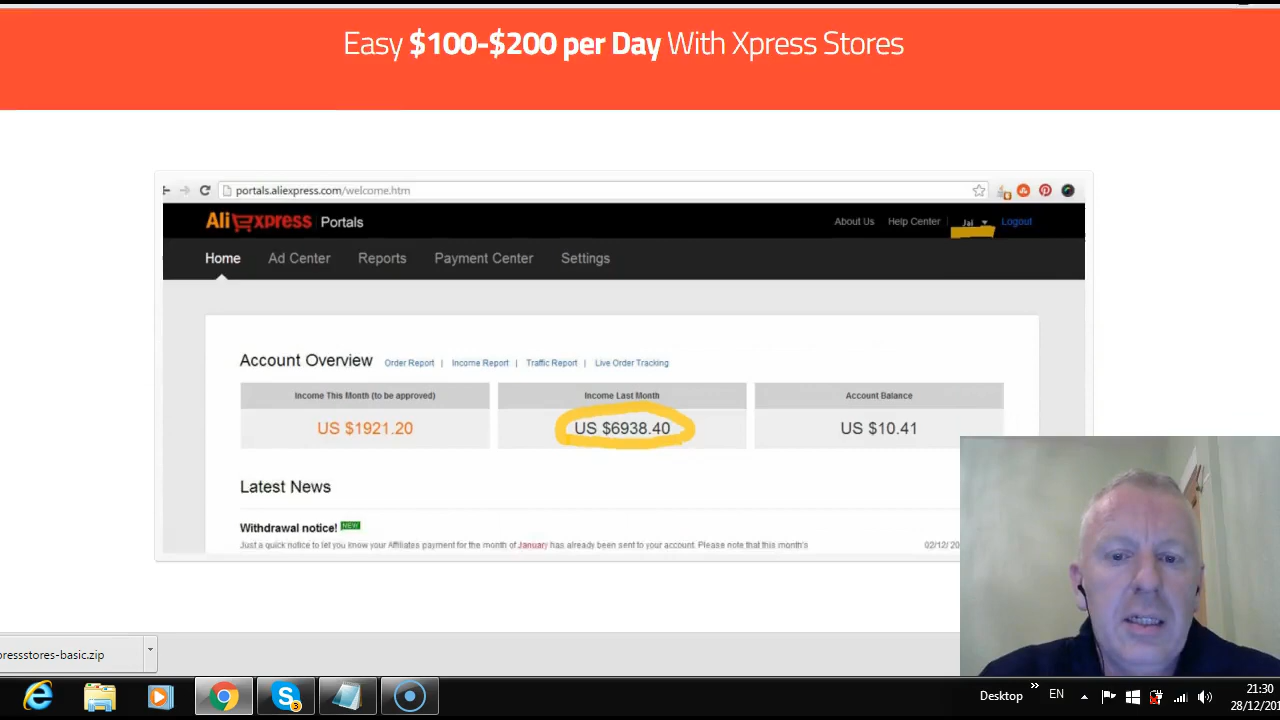 Easy $100-$200 per Day With Xpress Stores
portals.aliexpress.com/welcome.htm
AliExpress | Portals
About Us Help Center | Jai Logout
Home Ad Center Reports Payment Center Settings
Account Overview Order Report | Income Report | Traffic Report | Live Order Tracking
Income This Month (to be approved) Income Last Month Account Balance
US $1921.20 US $6938.40 US $10.41
Latest News
Withdrawal notice! NEW
Just a quick notice to let you know your Affiliates payment for the month of January has already been sent to your account. Please note that this month's 02/12/20
pressstores-basic.zip
Desktop » EN 21:30
28/12/201